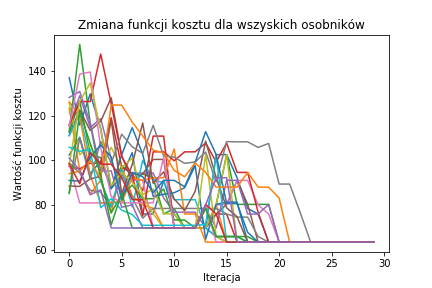 Zmiana funkcji kosztu dla wszyskich osobników
Wartość funkcji kosztu
140
120
100
80
60
0 5 10 15 20 25 30
Iteracja